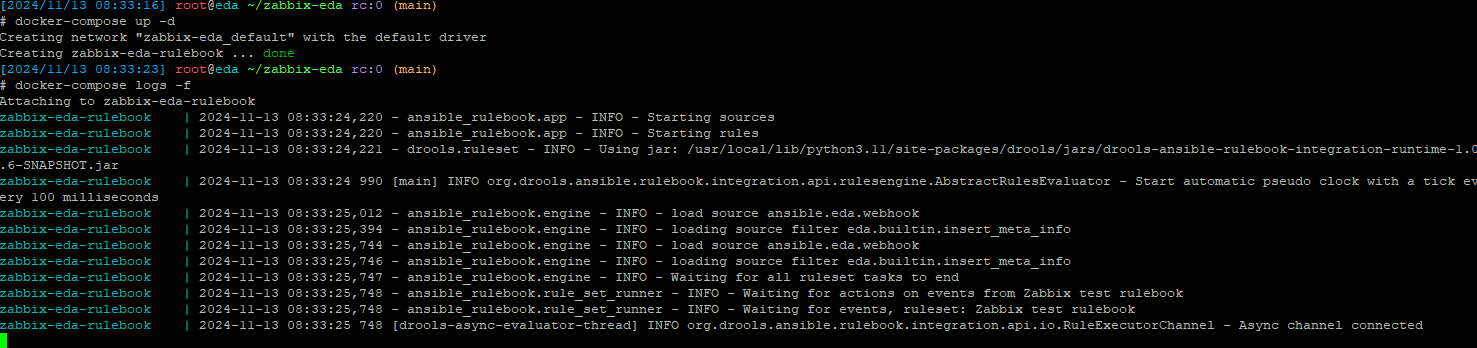 [2024/11/13 08:33:16] root@eda ~/zabbix-eda rc:0 (main)
# docker-compose up -d
Creating network "zabbix-eda_default" with the default driver
Creating zabbix-eda-rulebook ... done
[2024/11/13 08:33:23] root@eda ~/zabbix-eda rc:0 (main)
# docker-compose logs -f
Attaching to zabbix-eda-rulebook
zabbix-eda-rulebook    | 2024-11-13 08:33:24,220 - ansible_rulebook.app - INFO - Starting sources
zabbix-eda-rulebook    | 2024-11-13 08:33:24,220 - ansible_rulebook.app - INFO - Starting rules
zabbix-eda-rulebook    | 2024-11-13 08:33:24,221 - drools.ruleset - INFO - Using jar: /usr/local/lib/python3.11/site-packages/drools/jars/drools-ansible-rulebook-integration-runtime-1.0
.6-SNAPSHOT.jar
zabbix-eda-rulebook    | 2024-11-13 08:33:24 990 [main] INFO org.drools.ansible.rulebook.integration.api.rulesengine.AbstractRulesEvaluator - Start automatic pseudo clock with a tick ev
ery 100 milliseconds
zabbix-eda-rulebook    | 2024-11-13 08:33:25,012 - ansible_rulebook.engine - INFO - load source ansible.eda.webhook
zabbix-eda-rulebook    | 2024-11-13 08:33:25,394 - ansible_rulebook.engine - INFO - loading source filter eda.builtin.insert_meta_info
zabbix-eda-rulebook    | 2024-11-13 08:33:25,744 - ansible_rulebook.engine - INFO - load source ansible.eda.webhook
zabbix-eda-rulebook    | 2024-11-13 08:33:25,746 - ansible_rulebook.engine - INFO - loading source filter eda.builtin.insert_meta_info
zabbix-eda-rulebook    | 2024-11-13 08:33:25,747 - ansible_rulebook.engine - INFO - Waiting for all ruleset tasks to end
zabbix-eda-rulebook    | 2024-11-13 08:33:25,748 - ansible_rulebook.rule_set_runner - INFO - Waiting for actions on events from Zabbix test rulebook
zabbix-eda-rulebook    | 2024-11-13 08:33:25,748 - ansible_rulebook.rule_set_runner - INFO - Waiting for events, ruleset: Zabbix test rulebook
zabbix-eda-rulebook    | 2024-11-13 08:33:25 748 [drools-async-evaluator-thread] INFO org.drools.ansible.rulebook.integration.api.io.RuleExecutorChannel - Async channel connected